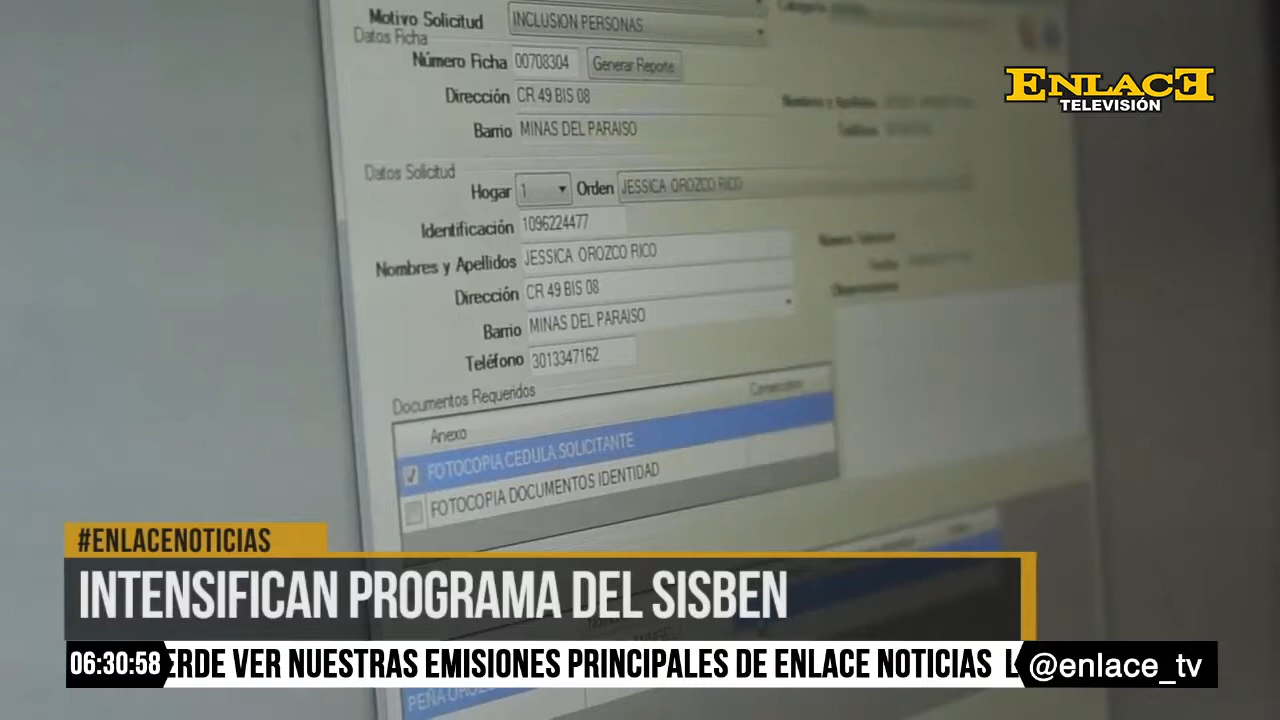 Motivo Solicitud INCLUSION PERSONAS
Datos Ficha
Número Ficha 00708304 Generar Reporte
Dirección CR 49 BIS 08
Barrio MINAS DEL PARAISO
Datos Solicitud
Hogar 1 Orden JESSICA OROZCO RICO
Identificación 1096224477
Nombres y Apellidos JESSICA OROZCO RICO
Dirección CR 49 BIS 08
Barrio MINAS DEL PARAISO
Teléfono 3013347162
Documentos Requeridos
Anexo
FOTOCOPIA CEDULA SOLICITANTE
FOTOCOPIA DOCUMENTOS IDENTIDAD
ENLACE
TELEVISIÓN
#ENLACENOTICIAS
INTENSIFICAN PROGRAMA DEL SISBEN
06:30:58 ERDE VER NUESTRAS EMISIONES PRINCIPALES DE ENLACE NOTICIAS L @enlace_tv
PEÑA